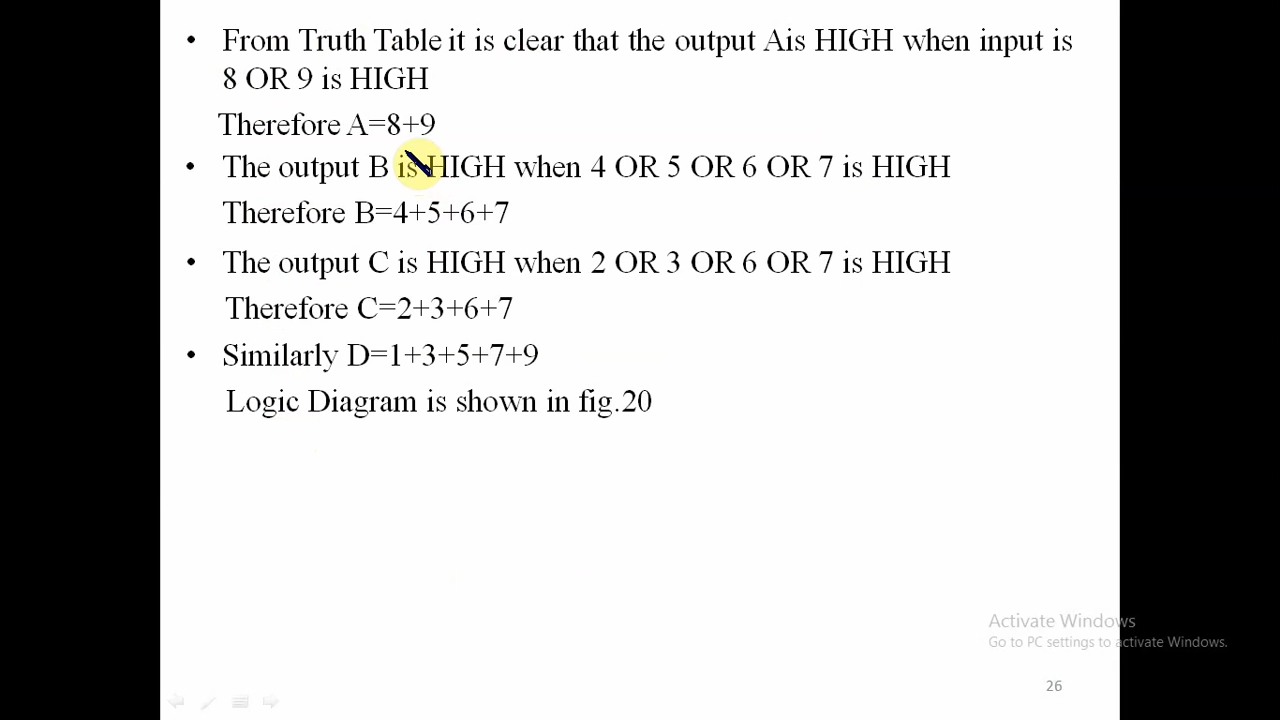 • From Truth Table it is clear that the output Ais HIGH when input is
8 OR 9 is HIGH
Therefore A=8+9
• The output B is HIGH when 4 OR 5 OR 6 OR 7 is HIGH
Therefore B=4+5+6+7
• The output C is HIGH when 2 OR 3 OR 6 OR 7 is HIGH
Therefore C=2+3+6+7
• Similarly D=1+3+5+7+9
Logic Diagram is shown in fig.20
Activate Windows
Go to PC settings to activate Windows.
26